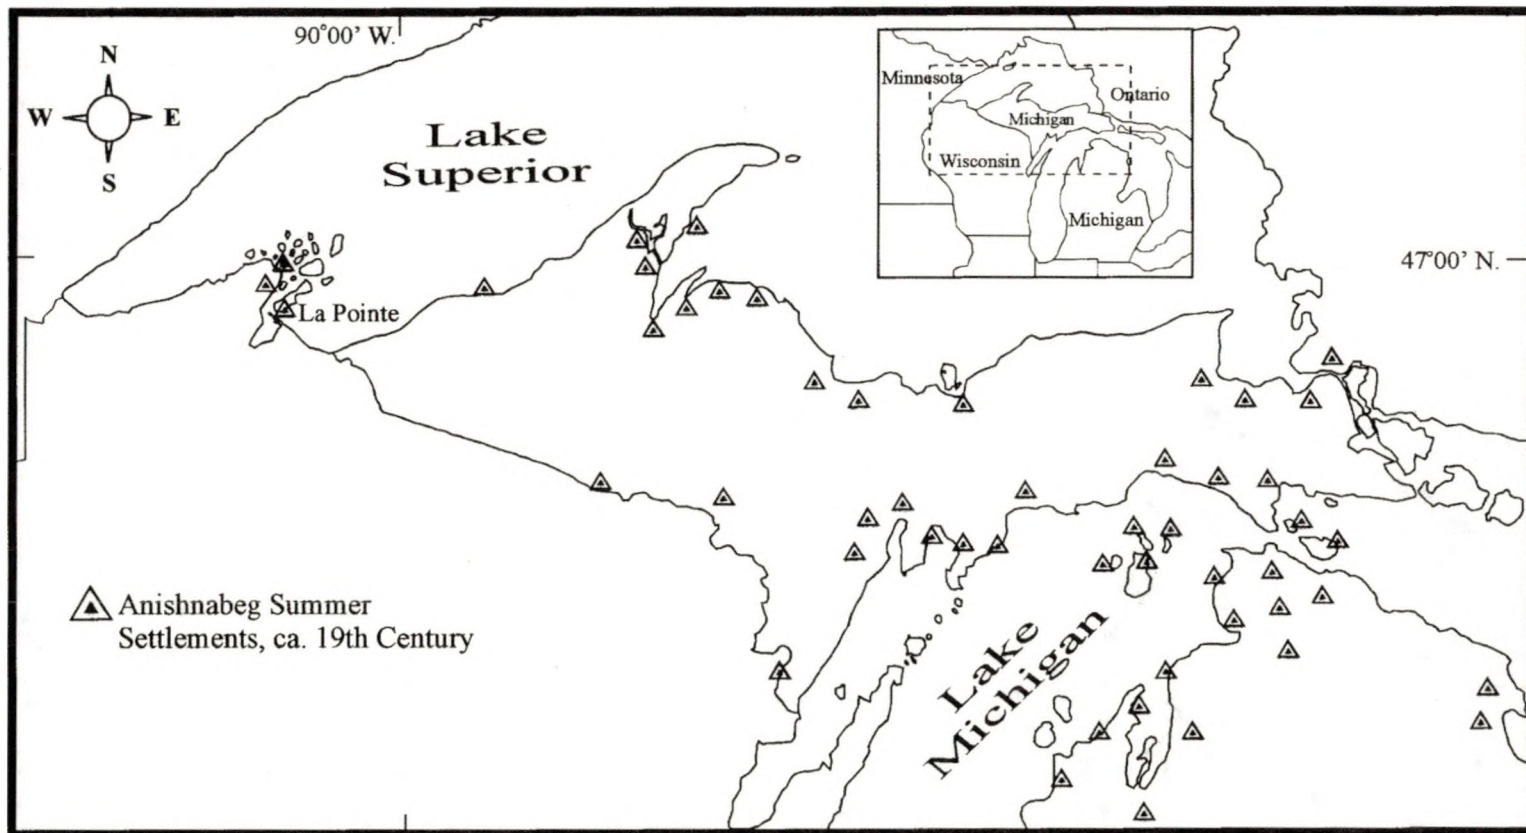 90°00' W.
N
W E
S
Lake
Superior
Minnesota
Ontario
Michigan
Wisconsin
Michigan
47°00' N.
La Pointe
Anishnabeg Summer
Settlements, ca. 19th Century
Lake
Michigan